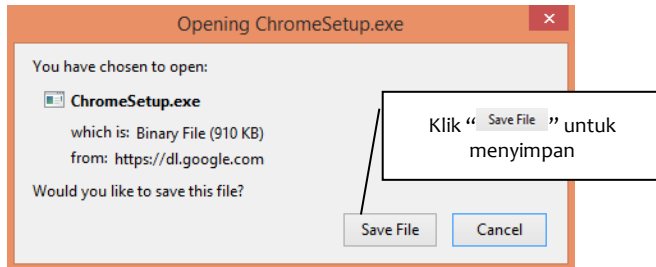 Opening ChromeSetup.exe
You have chosen to open:
ChromeSetup.exe
which is: Binary File (910 KB)
from: https://dl.google.com
Would you like to save this file?
Klik “ Save File ” untuk
menyimpan
Save File
Cancel